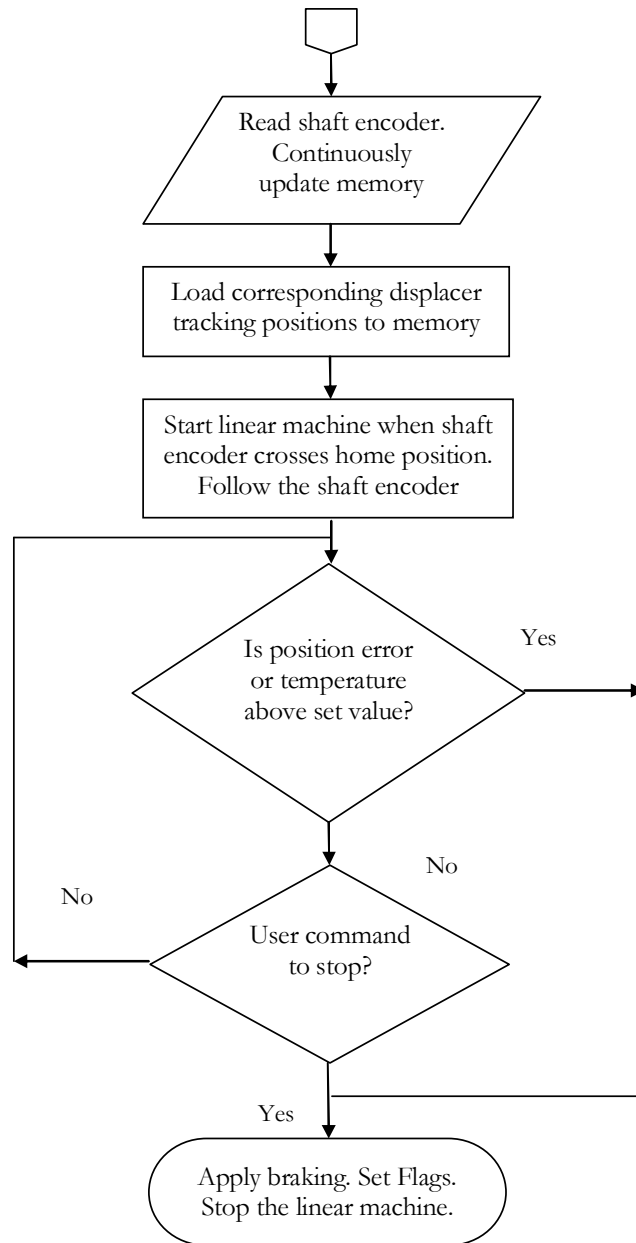 Read shaft encoder.
Continuously
update memory
Load corresponding displacer
tracking positions to memory
Start linear machine when shaft
encoder crosses home position.
Follow the shaft encoder
Is position error
or temperature
above set value?
Yes
No
User command
to stop?
No
Yes
Apply braking. Set Flags.
Stop the linear machine.